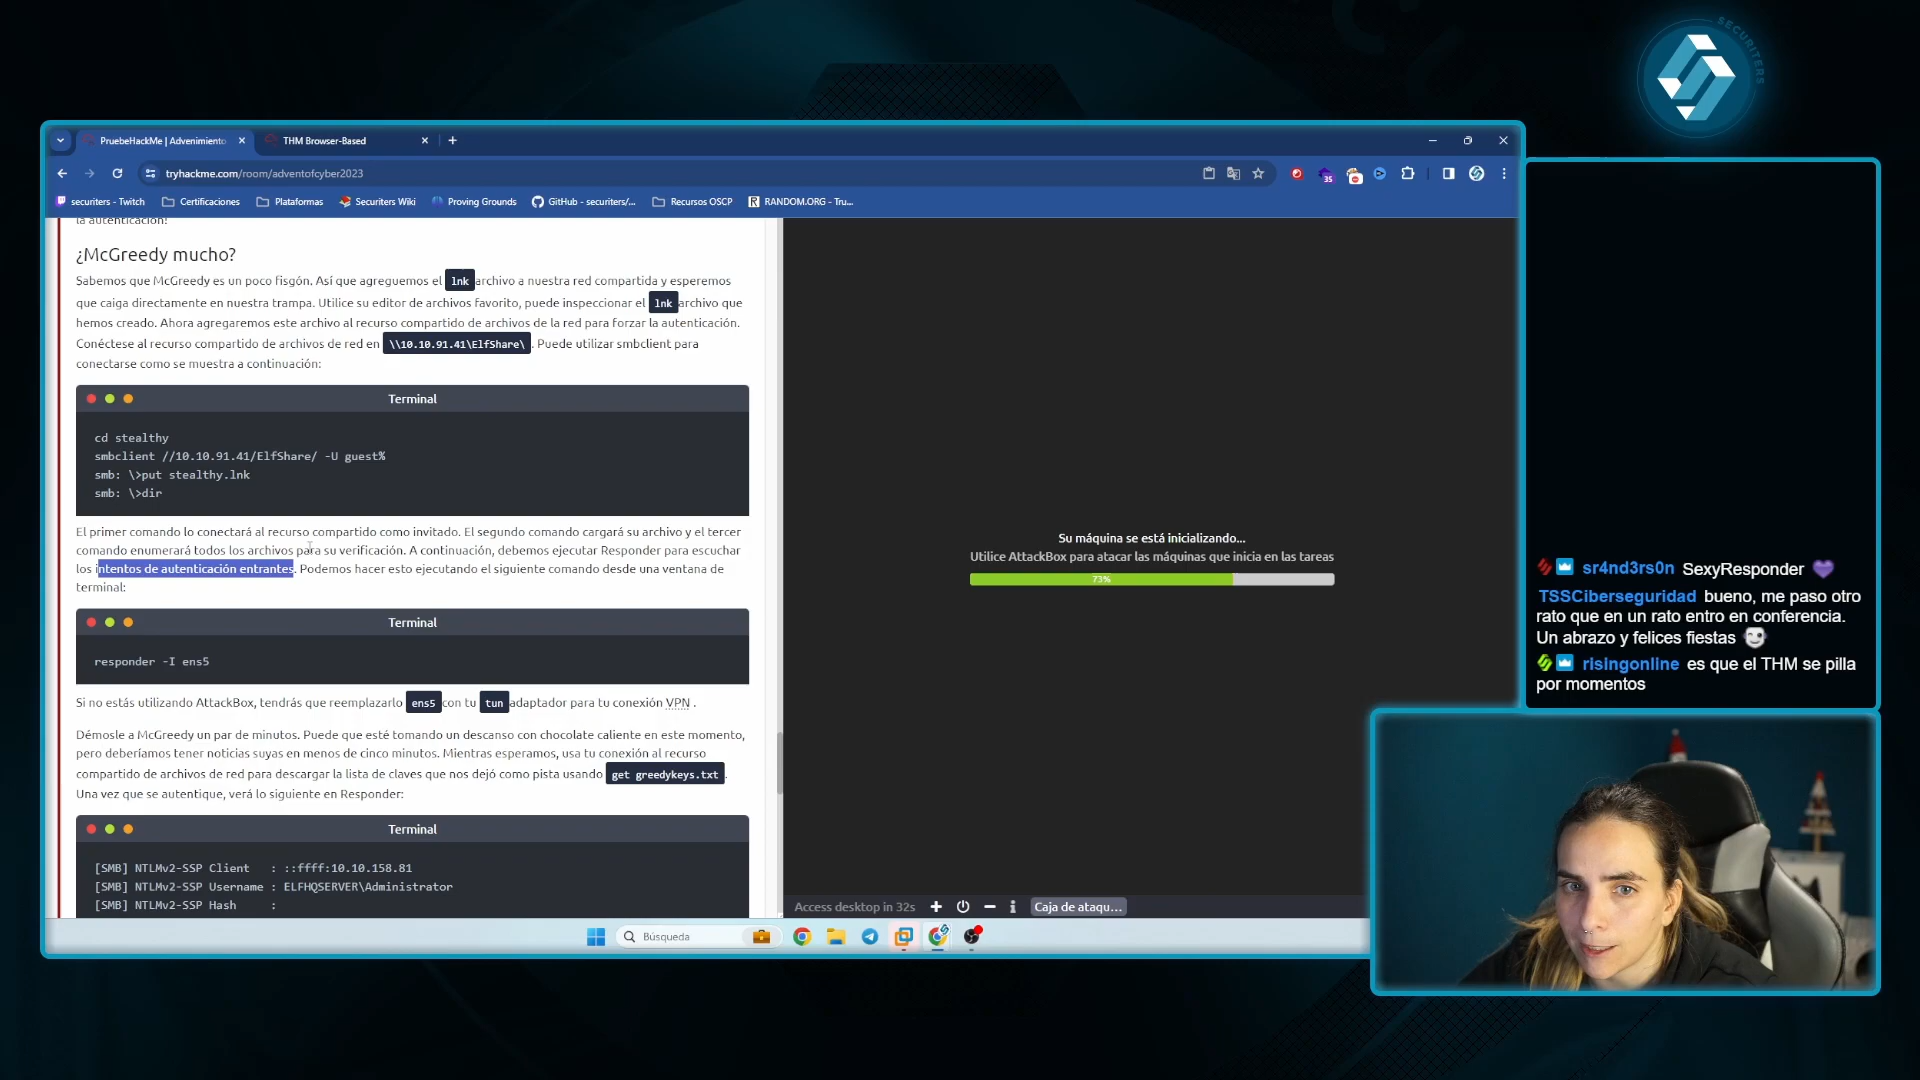 SECURITERS
PruebeHackMe | Advenimiento
THM Browser-Based
tryhackme.com/room/adventofcyber2023
35
securiters - Twitch
Certificaciones
Plataformas
Securiters Wiki
Proving Grounds
GitHub - securiters/...
Recursos OSCP
RANDOM.ORG - Tru...
la autenticación!
¿McGreedy mucho?
Sabemos que McGreedy es un poco fisgón. Así que agreguemos el lnk archivo a nuestra red compartida y esperemos
que caiga directamente en nuestra trampa. Utilice su editor de archivos favorito, puede inspeccionar el lnk archivo que
hemos creado. Ahora agregaremos este archivo al recurso compartido de archivos de la red para forzar la autenticación.
Conéctese al recurso compartido de archivos de red en \\10.10.91.41\ElfShare\ . Puede utilizar smbclient para
conectarse como se muestra a continuación:
Terminal
cd stealthy
smbclient //10.10.91.41/ElfShare/ -U guest%
smb: \>put stealthy.lnk
smb: \>dir
El primer comando lo conectará al recurso compartido como invitado. El segundo comando cargará su archivo y el tercer
comando enumerará todos los archivos para su verificación. A continuación, debemos ejecutar Responder para escuchar
los intentos de autenticación entrantes. Podemos hacer esto ejecutando el siguiente comando desde una ventana de
terminal:
Terminal
responder -I ens5
Si no estás utilizando AttackBox, tendrás que reemplazarlo ens5 con tu tun adaptador para tu conexión VPN .
Démosle a McGreedy un par de minutos. Puede que esté tomando un descanso con chocolate caliente en este momento,
pero deberíamos tener noticias suyas en menos de cinco minutos. Mientras esperamos, usa tu conexión al recurso
compartido de archivos de red para descargar la lista de claves que nos dejó como pista usando get greedykeys.txt .
Una vez que se autentique, verá lo siguiente en Responder:
Terminal
[SMB] NTLMv2-SSP Client   : ::ffff:10.10.158.81
[SMB] NTLMv2-SSP Username : ELFHQSERVER\Administrator
[SMB] NTLMv2-SSP Hash     :
Su máquina se está inicializando...
Utilice AttackBox para atacar las máquinas que inicia en las tareas
73%
Access desktop in 32s
Caja de ataqu...
Búsqueda
sr4nd3rs0n SexyResponder
TSSCiberseguridad bueno, me paso otro
rato que en un rato entro en conferencia.
Un abrazo y felices fiestas
risingonline es que el THM se pilla
por momentos